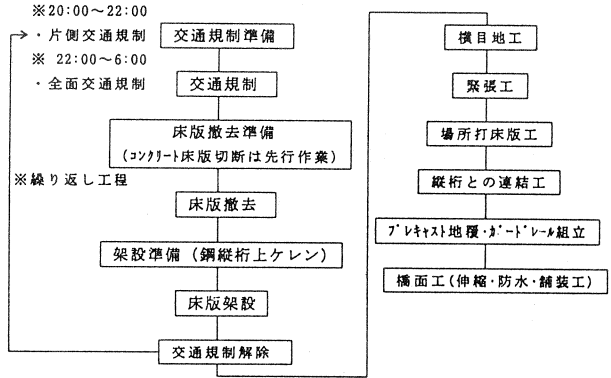 ※20:00～22:00
・片側交通規制
※ 22:00～6:00
・全面交通規制
※繰り返し工程
交通規制準備
交通規制
床版撤去準備
(ｺﾝｸﾘｰﾄ床版切断は先行作業)
床版撤去
架設準備(鋼縦桁上ケレン)
床版架設
交通規制解除
横目地工
緊張工
場所打床版工
縦桁との連結工
ﾌﾟﾚｷｬｽﾄ地覆・ｶﾞｰﾄﾞﾚｰﾙ組立
橋面工(伸縮・防水・舗装工)